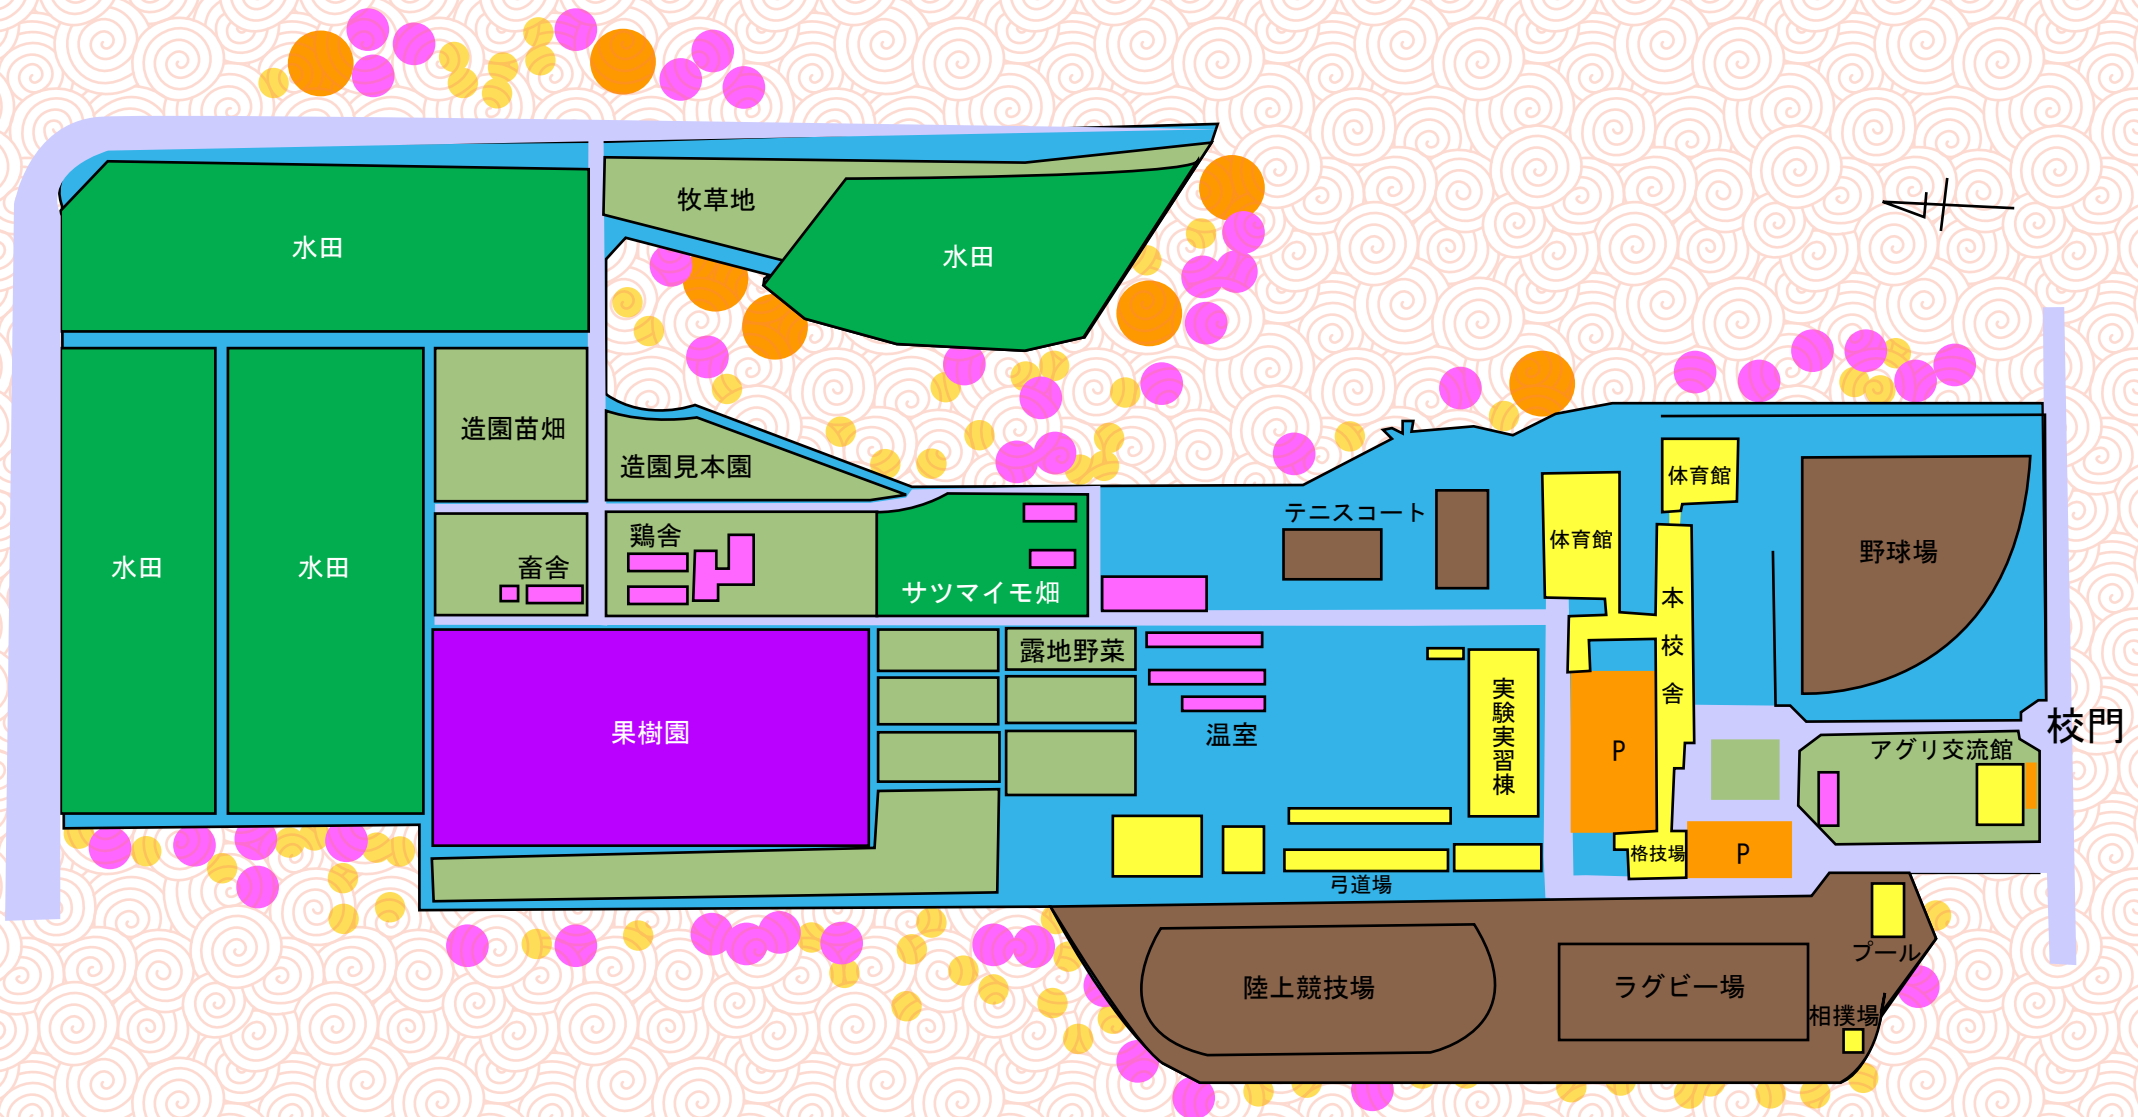 牧草地
水田
水田
造園苗畑
造園見本園
水田
水田
畜舎
鶏舎
サツマイモ畑
テニスコート
体育館
体育館
野球場
本校舎
果樹園
露地野菜
温室
実験実習棟
P
校門
アグリ交流館
P
格技場
弓道場
プール
陸上競技場
ラグビー場
相撲場